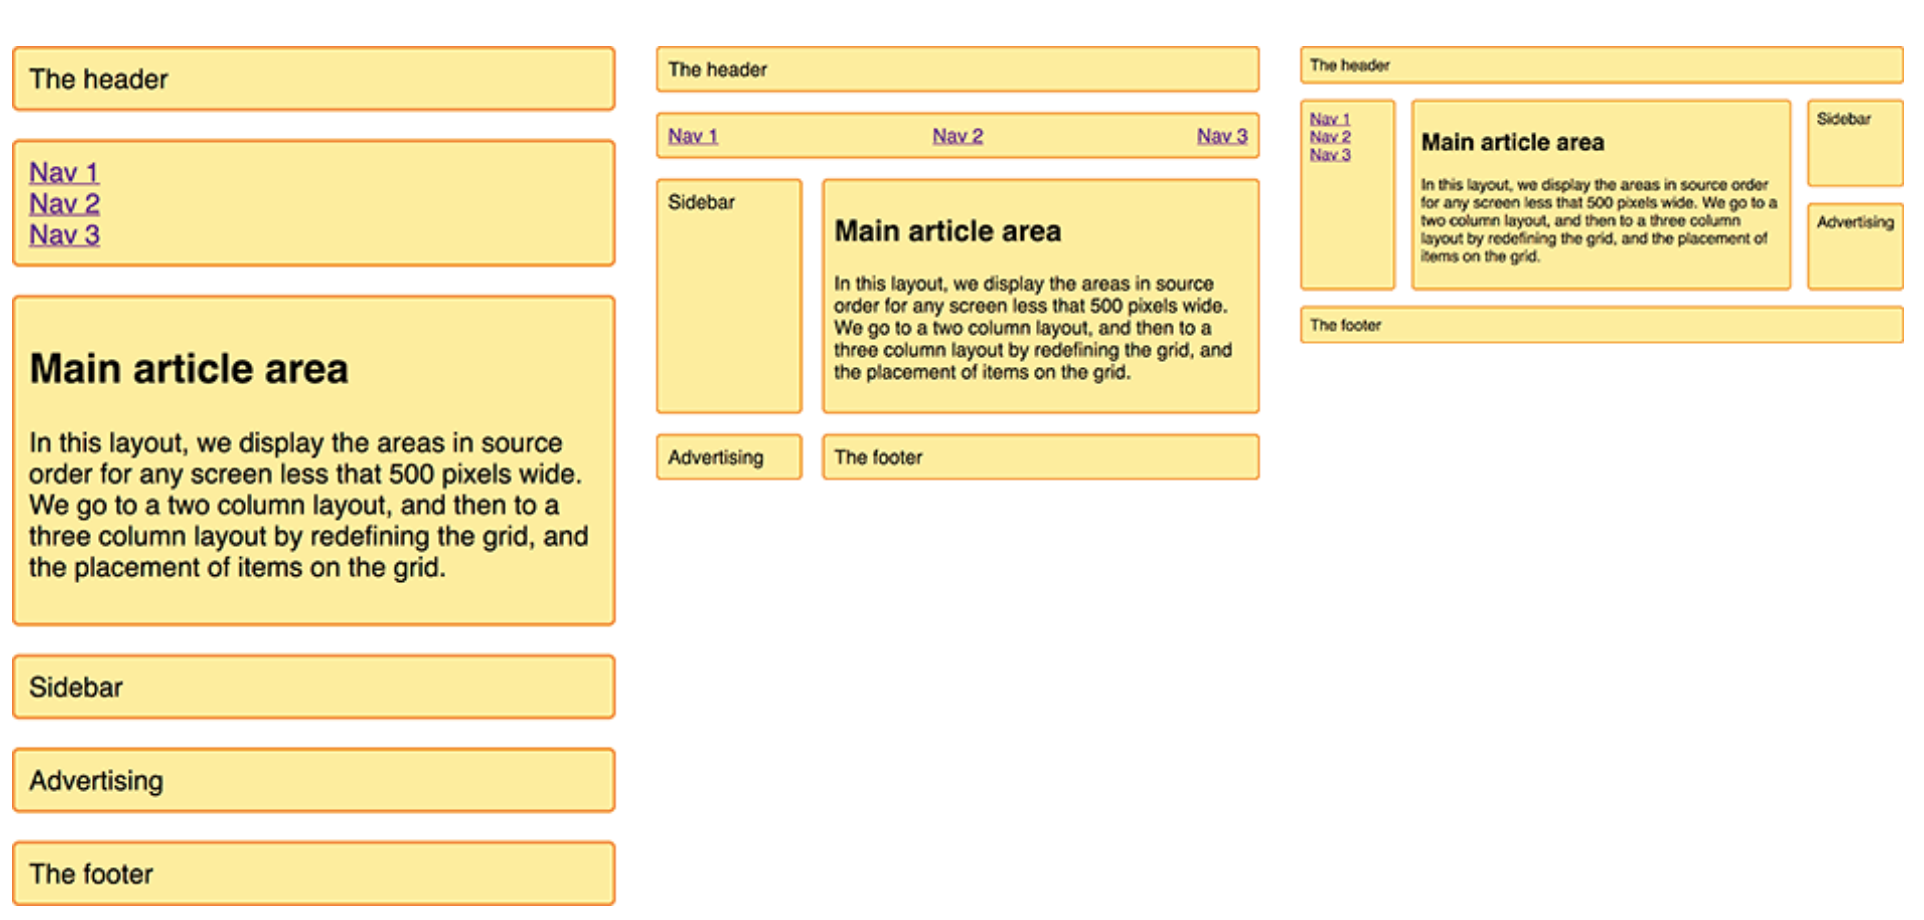 The header
Nav 1
Nav 2
Nav 3
Main article area
In this layout, we display the areas in source
order for any screen less that 500 pixels wide.
We go to a two column layout, and then to a
three column layout by redefining the grid, and
the placement of items on the grid.
Sidebar
Advertising
The footer
The header
Nav 1 Nav 2 Nav 3
Sidebar
Main article area
In this layout, we display the areas in source
order for any screen less that 500 pixels wide.
We go to a two column layout, and then to a
three column layout by redefining the grid, and
the placement of items on the grid.
Advertising
The footer
The header
Nav 1
Nav 2
Nav 3
Main article area
In this layout, we display the areas in source order
for any screen less that 500 pixels wide. We go to a
two column layout, and then to a three column
layout by redefining the grid, and the placement of
items on the grid.
Sidebar
Advertising
The footer